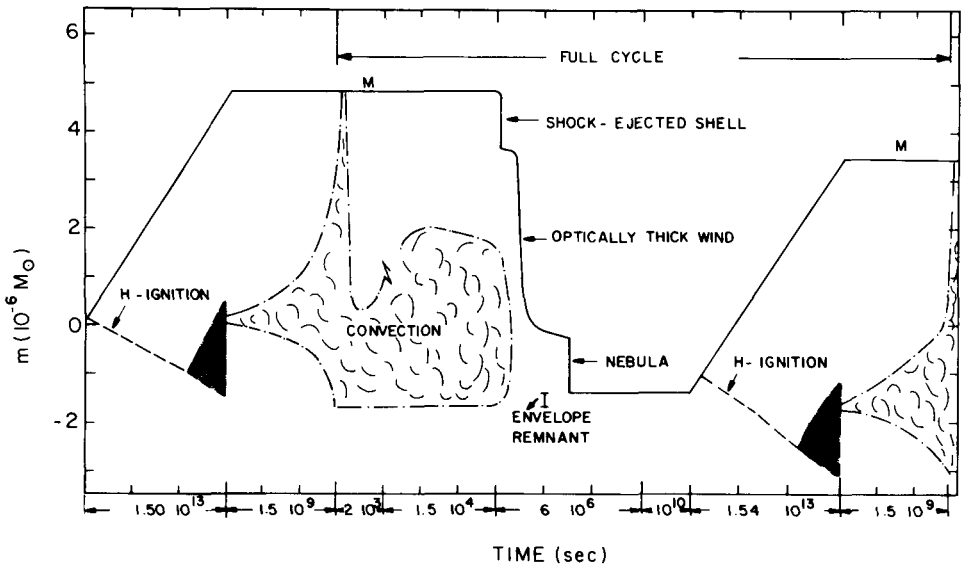 6
FULL CYCLE
M
SHOCK - EJECTED SHELL
4
M
OPTICALLY THICK WIND
2
m (10⁻⁶ M⊙)
H - IGNITION
CONVECTION
0
NEBULA
H - IGNITION
I
ENVELOPE
REMNANT
-2
1.50 10¹³ 1.5 10⁹ 2 10³ 1.5 10⁴ 6 10⁶ 10¹⁰ 1.54 10¹³ 1.5 10⁹
TIME (sec)